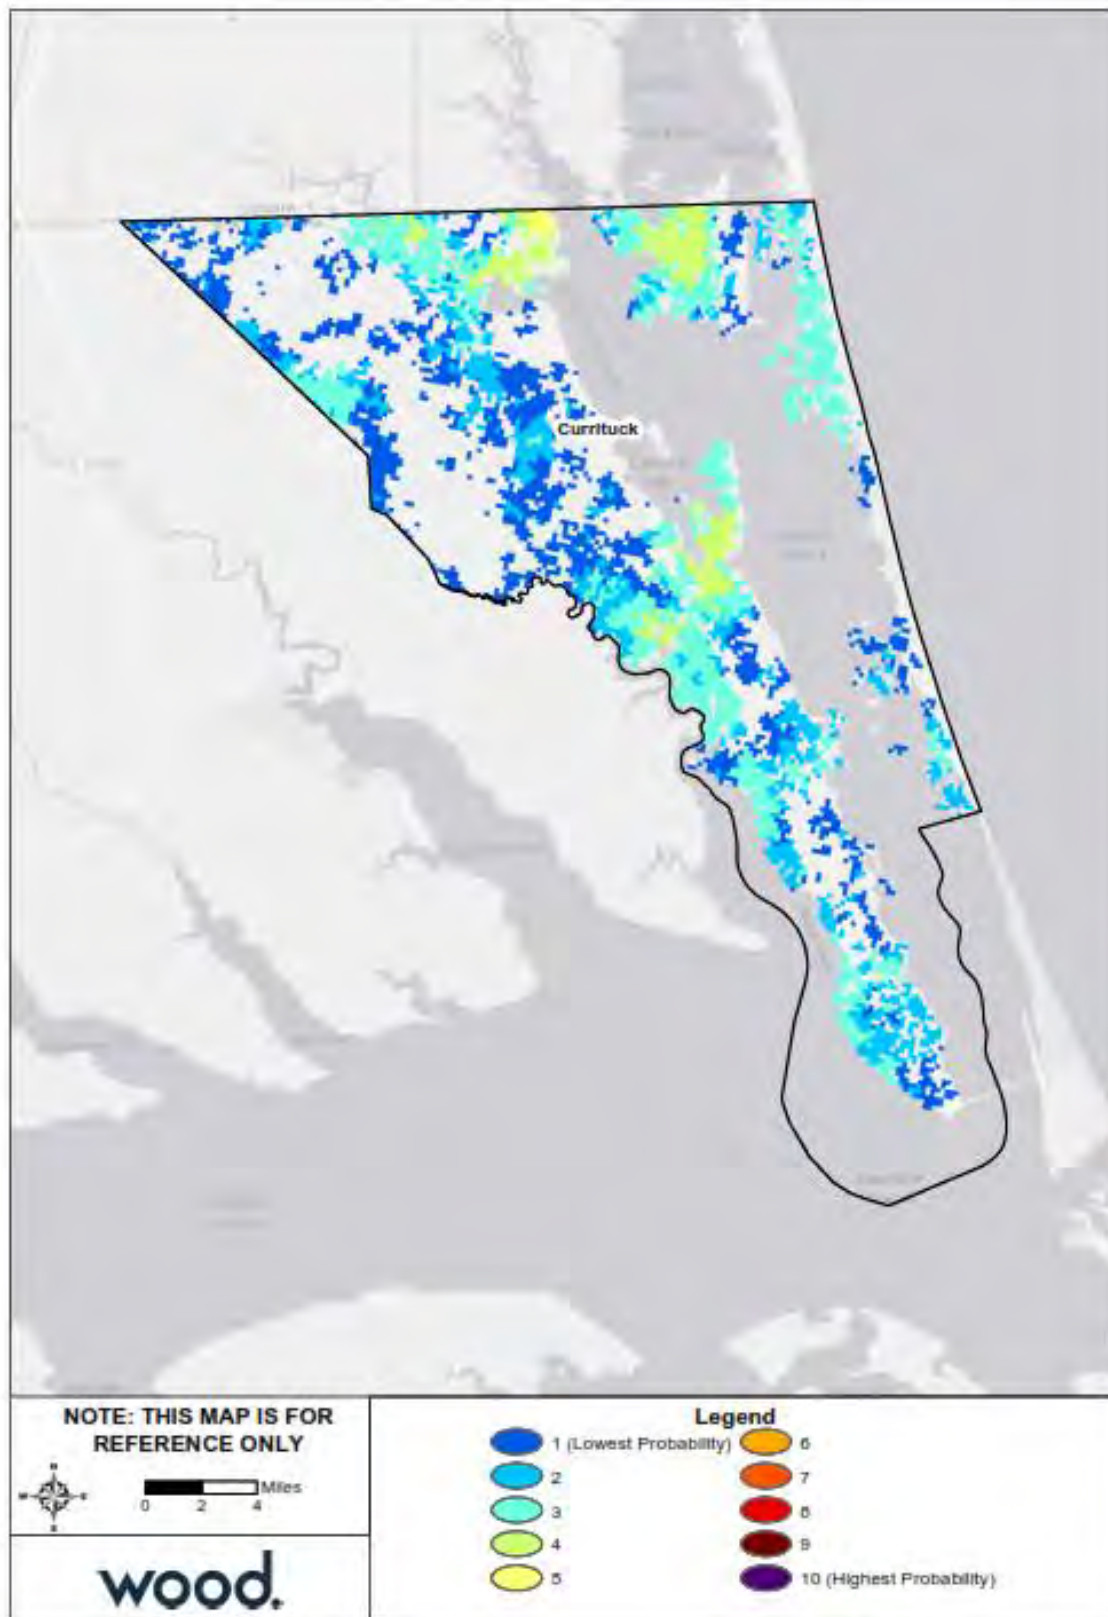 Currituck
NOTE: THIS MAP IS FOR
REFERENCE ONLY
N
W E
S
Miles
0 2 4
wood.
Legend
1 (Lowest Probability)
2
3
4
5
6
7
8
9
10 (Highest Probability)